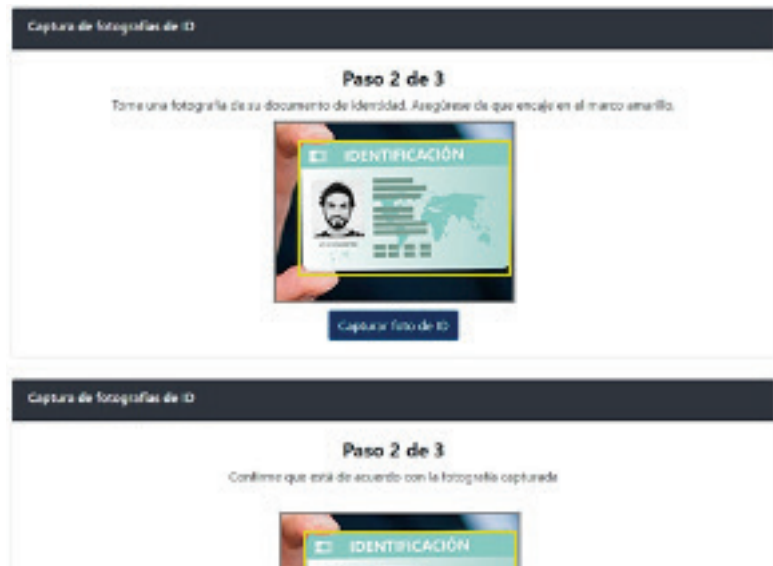 Captura de fotografías de ID
Paso 2 de 3
Tome una fotografía de su documento de identidad. Asegúrese de que encaje en el marco amarillo.
IDENTIFICACIÓN
Capturar foto de ID
Captura de fotografías de ID
Paso 2 de 3
Confirme que está de acuerdo con la fotografía capturada
IDENTIFICACIÓN